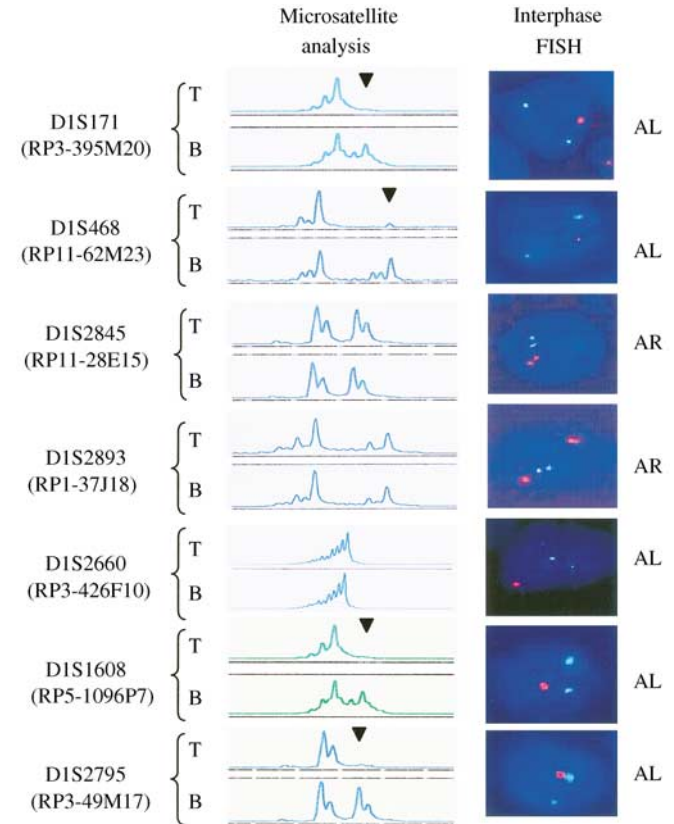 Microsatellite
analysis
Interphase
FISH
D1S171
(RP3-395M20)
T
B
AL
D1S468
(RP11-62M23)
T
B
AL
D1S2845
(RP11-28E15)
T
B
AR
D1S2893
(RP1-37J18)
T
B
AR
D1S2660
(RP3-426F10)
T
B
AL
D1S1608
(RP5-1096P7)
T
B
AL
D1S2795
(RP3-49M17)
T
B
AL